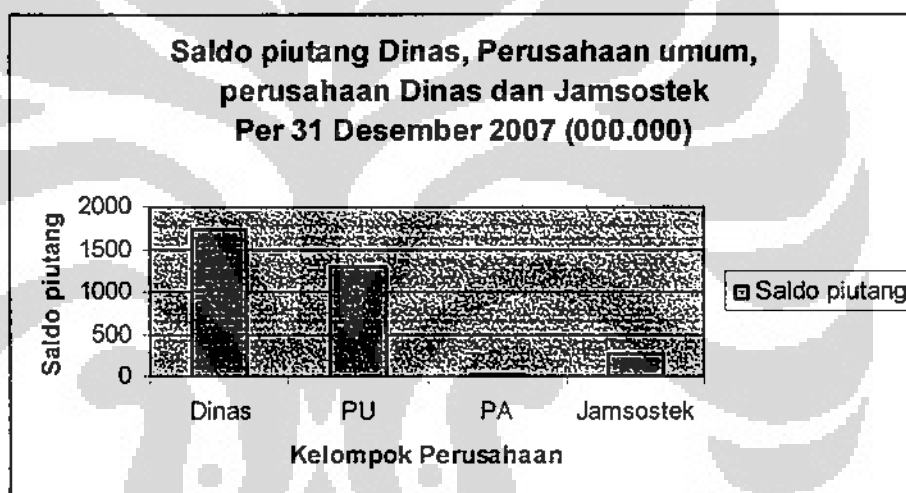 Saldo piutang Dinas, Perusahaan umum,
perusahaan Dinas dan Jamsostek
Per 31 Desember 2007 (000.000)
Saldo piutang
2000
1500
1000
500
0
Dinas PU PA Jamsostek
Kelompok Perusahaan
Saldo piutang